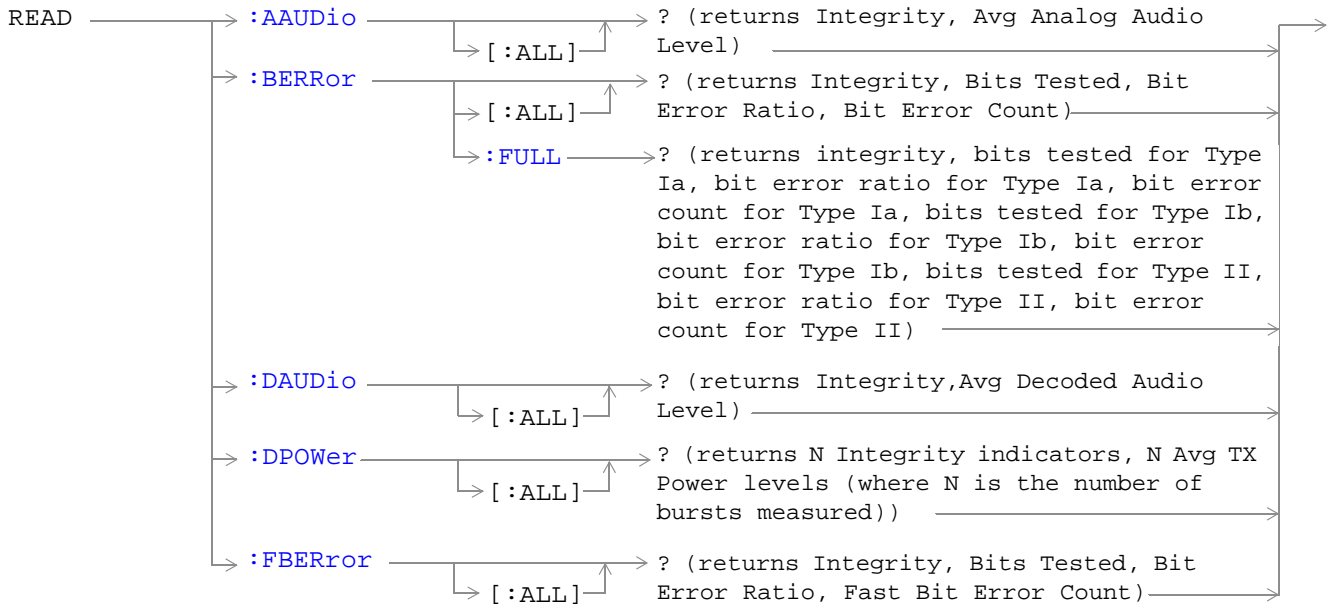 READ :AAUDio ? (returns Integrity, Avg Analog Audio
[:ALL] Level)
:BERRor ? (returns Integrity, Bits Tested, Bit
[:ALL] Error Ratio, Bit Error Count)
:FULL ? (returns integrity, bits tested for Type
Ia, bit error ratio for Type Ia, bit error
count for Type Ia, bits tested for Type Ib,
bit error ratio for Type Ib, bit error
count for Type Ib, bits tested for Type II,
bit error ratio for Type II, bit error
count for Type II)
:DAUDio ? (returns Integrity,Avg Decoded Audio
[:ALL] Level)
:DPOWer ? (returns N Integrity indicators, N Avg TX
[:ALL] Power levels (where N is the number of
bursts measured))
:FBERror ? (returns Integrity, Bits Tested, Bit
[:ALL] Error Ratio, Fast Bit Error Count)